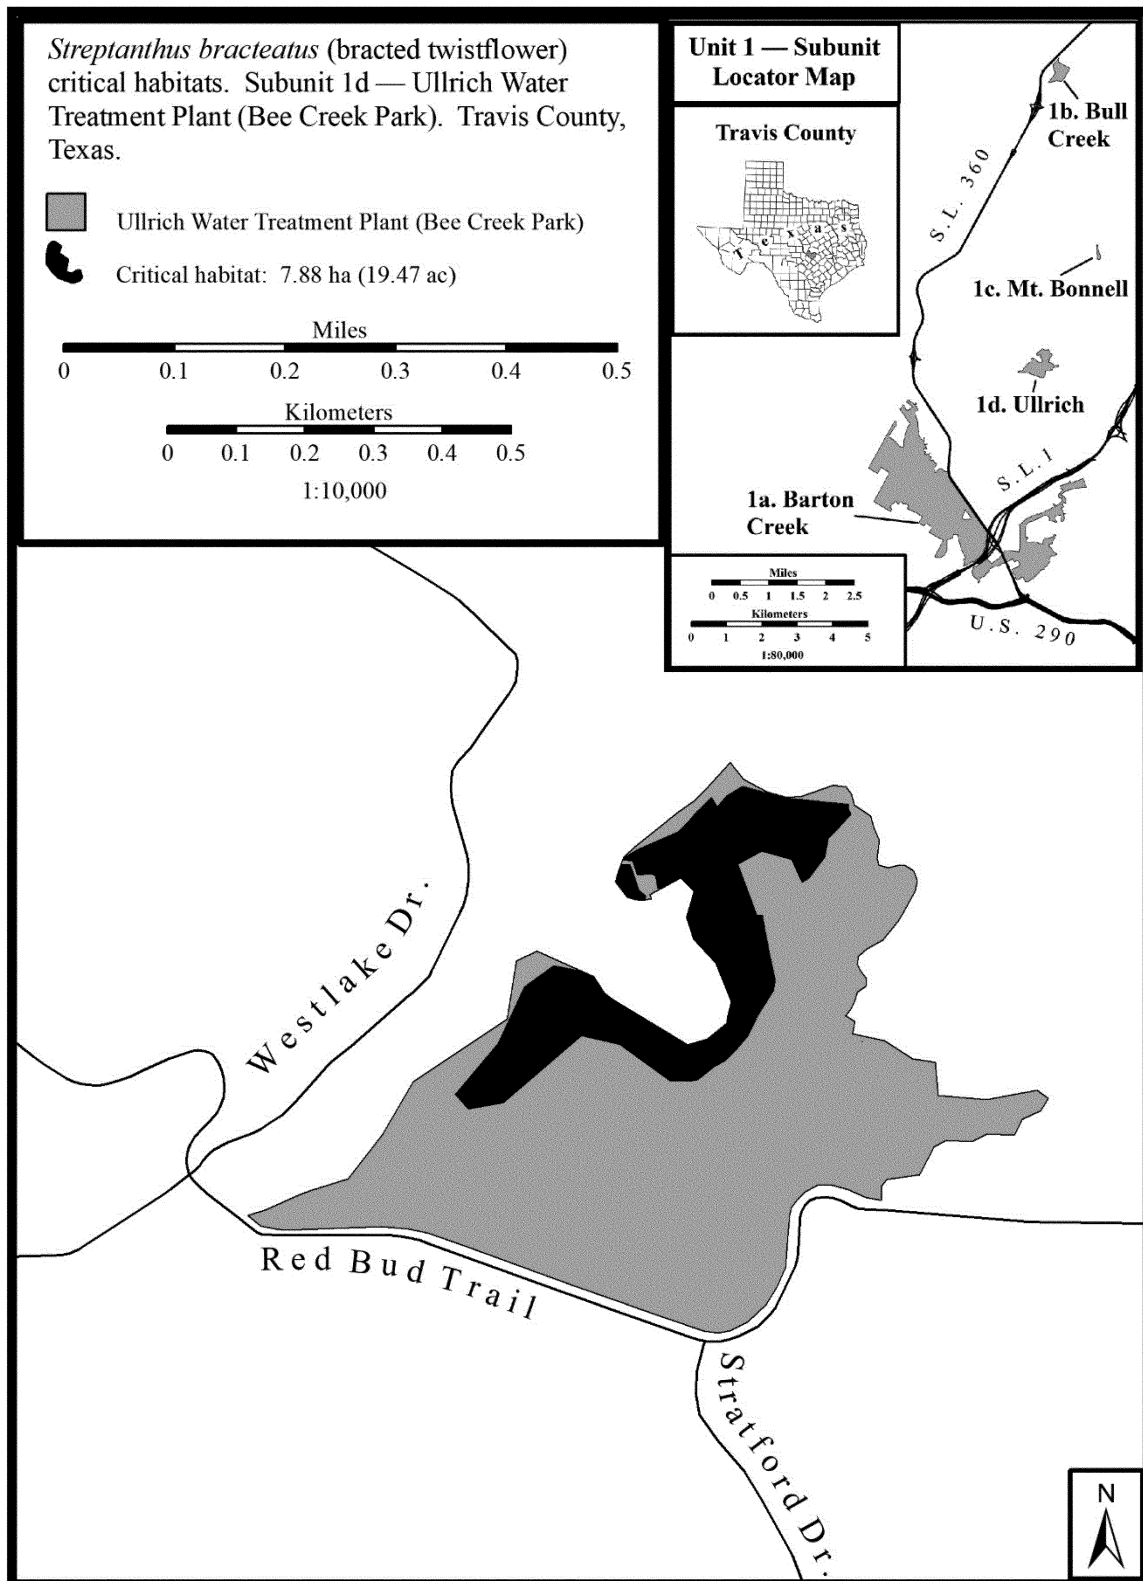 Streptanthus bracteatus (bracted twistflower)
critical habitats. Subunit 1d — Ullrich Water
Treatment Plant (Bee Creek Park). Travis County,
Texas.
Ullrich Water Treatment Plant (Bee Creek Park)
Critical habitat: 7.88 ha (19.47 ac)
Miles
0 0.1 0.2 0.3 0.4 0.5
Kilometers
0 0.1 0.2 0.3 0.4 0.5
1:10,000
Unit 1 — Subunit
Locator Map
Travis County
T e x a s
1b. Bull
Creek
S.L. 360
1c. Mt. Bonnell
1d. Ullrich
S.L. 1
1a. Barton
Creek
Miles
0 0.5 1 1.5 2 2.5
Kilometers
0 1 2 3 4 5
1:80,000
U.S. 290
Westlake Dr.
Red Bud Trail
Stratford Dr.
N